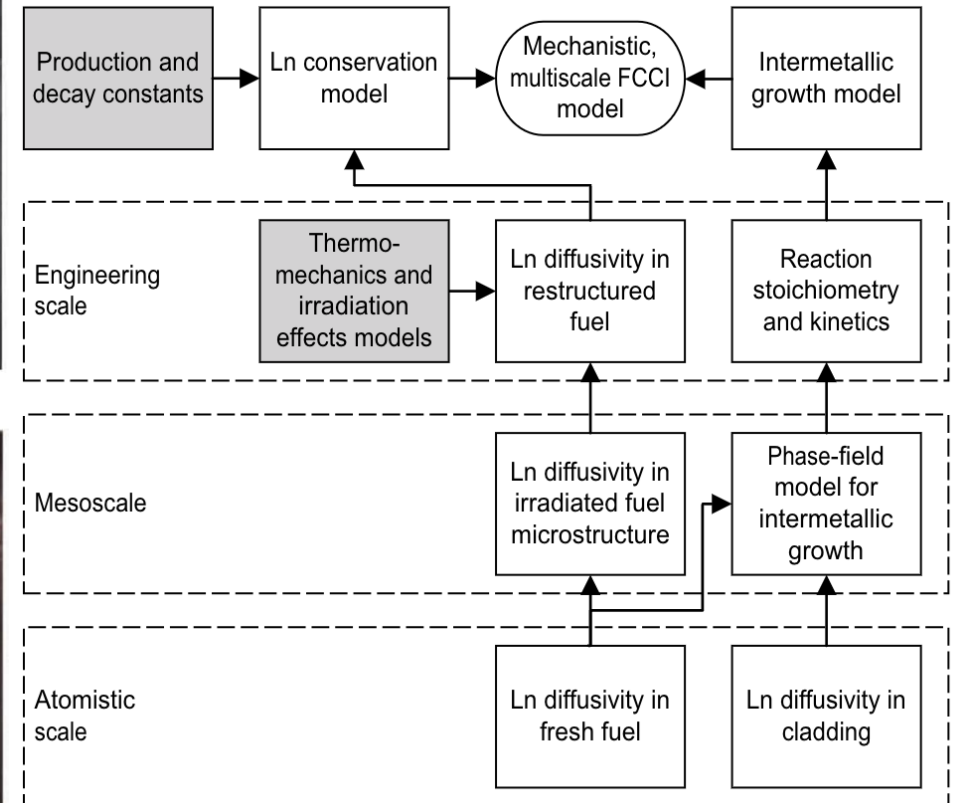 Production and
decay constants
Ln conservation
model
Mechanistic,
multiscale FCCI
model
Intermetallic
growth model
Engineering
scale
Thermo-
mechanics and
irradiation
effects models
Ln diffusivity in
restructured
fuel
Reaction
stoichiometry
and kinetics
Mesoscale
Ln diffusivity in
irradiated fuel
microstructure
Phase-field
model for
intermetallic
growth
Atomistic
scale
Ln diffusivity in
fresh fuel
Ln diffusivity in
cladding